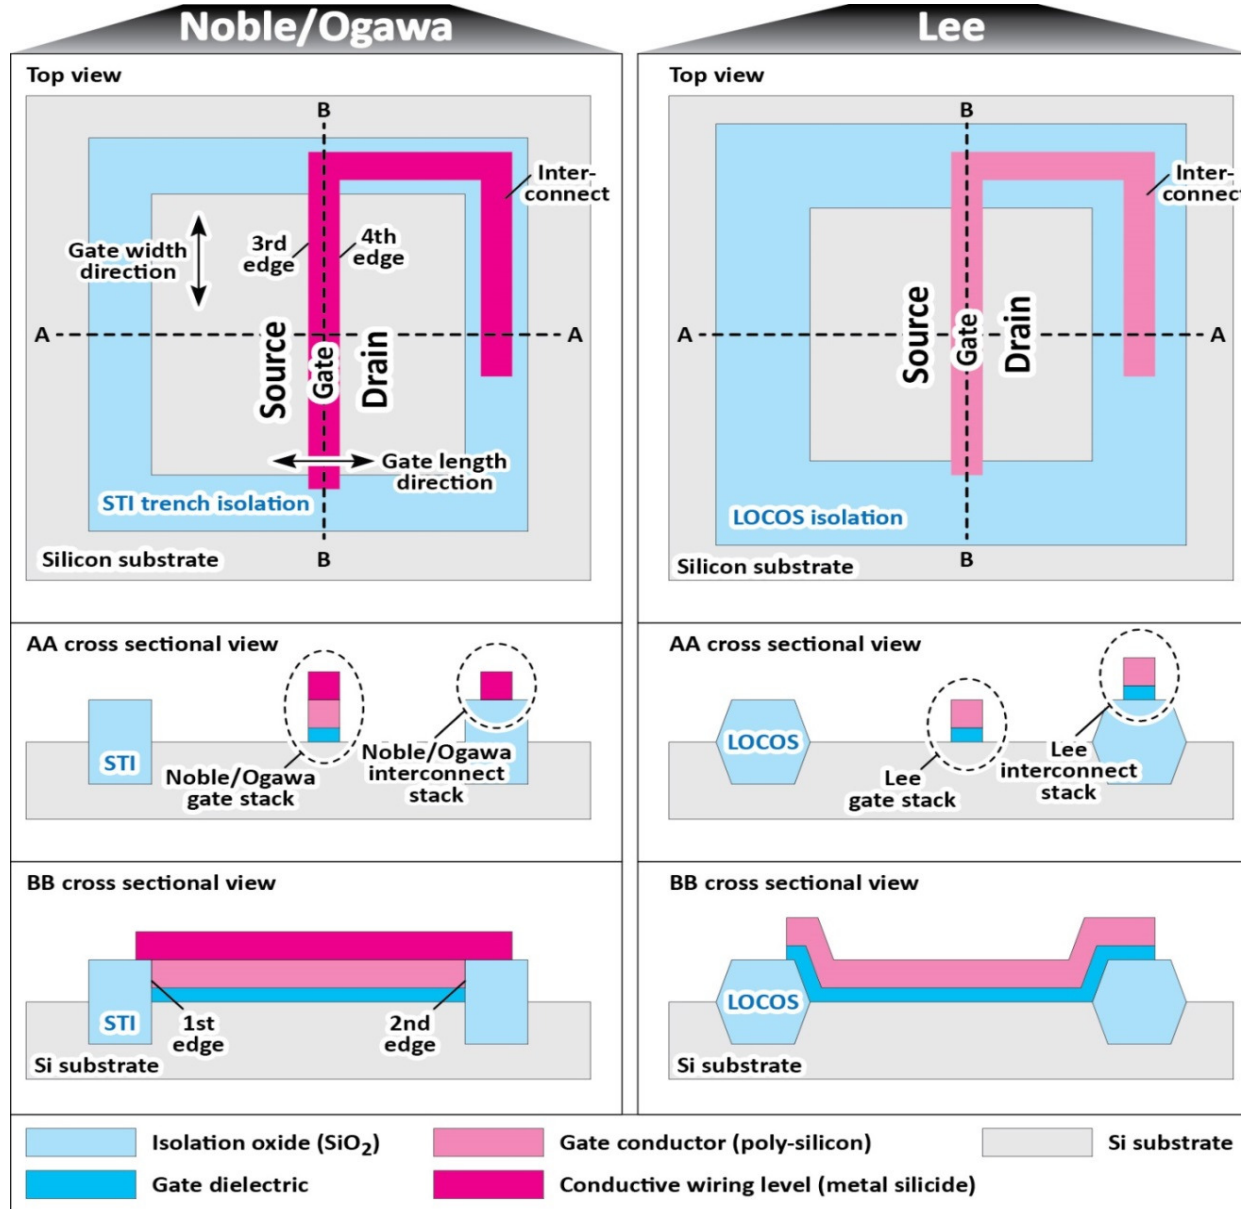 Noble/Ogawa
Top view
B
Inter-
connect
Gate width
direction
3rd
edge
4th
edge
A
A
Source
Gate
Drain
Gate length
direction
STI trench isolation
B
Silicon substrate
AA cross sectional view
STI
Noble/Ogawa
gate stack
Noble/Ogawa
interconnect
stack
BB cross sectional view
STI
1st
edge
2nd
edge
Si substrate
Lee
Top view
B
Inter-
connect
A
A
Source
Gate
Drain
LOCOS isolation
B
Silicon substrate
AA cross sectional view
LOCOS
Lee
gate stack
Lee
interconnect
stack
BB cross sectional view
LOCOS
Si substrate
Isolation oxide (SiO₂)
Gate conductor (poly-silicon)
Si substrate
Gate dielectric
Conductive wiring level (metal silicide)